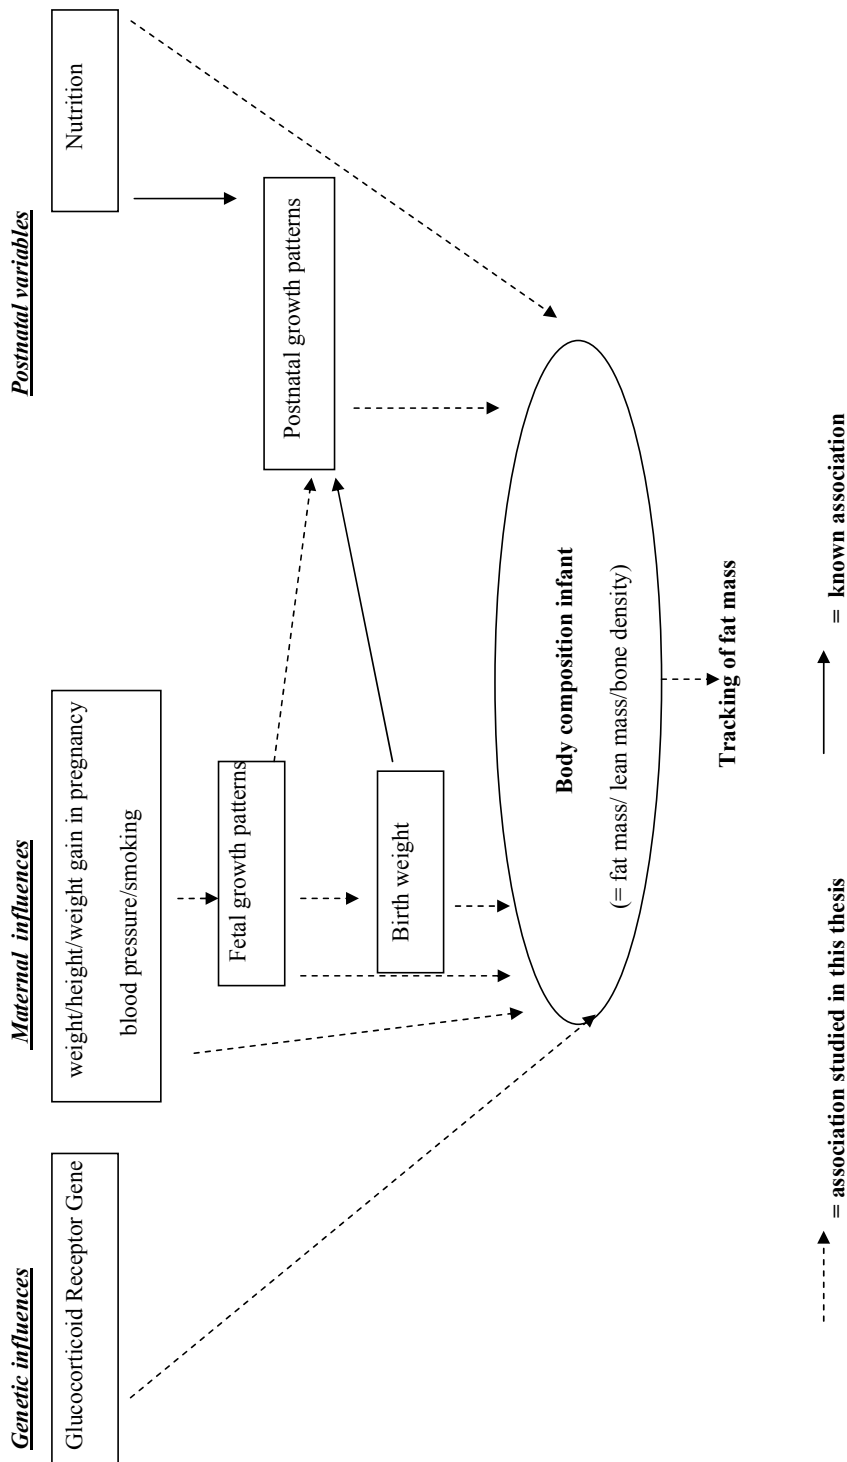 Genetic influences
Maternal influences
Postnatal variables
Glucocorticoid Receptor Gene
weight/height/weight gain in pregnancy
blood pressure/smoking
Nutrition
Fetal growth patterns
Postnatal growth patterns
Birth weight
Body composition infant
(= fat mass/ lean mass/bone density)
Tracking of fat mass
= association studied in this thesis
= known association